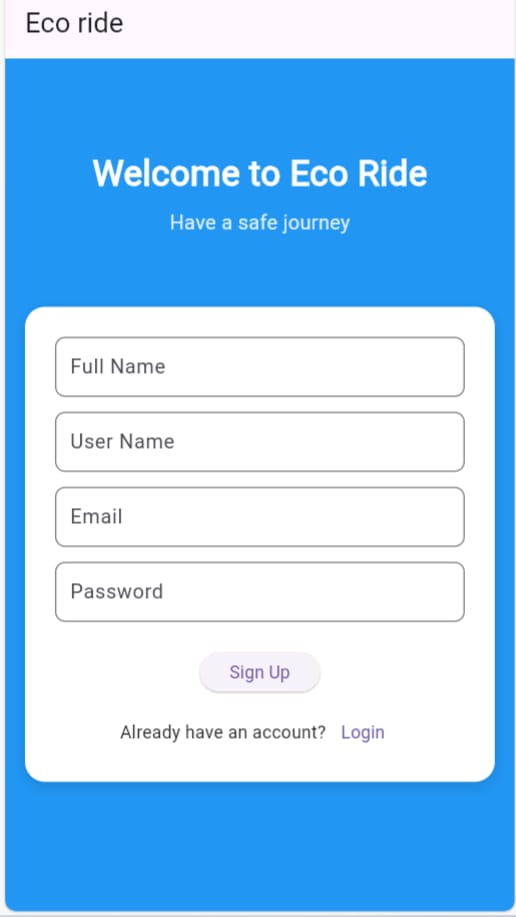 Eco ride
Welcome to Eco Ride
Have a safe journey
Full Name
User Name
Email
Password
Sign Up
Already have an account? Login